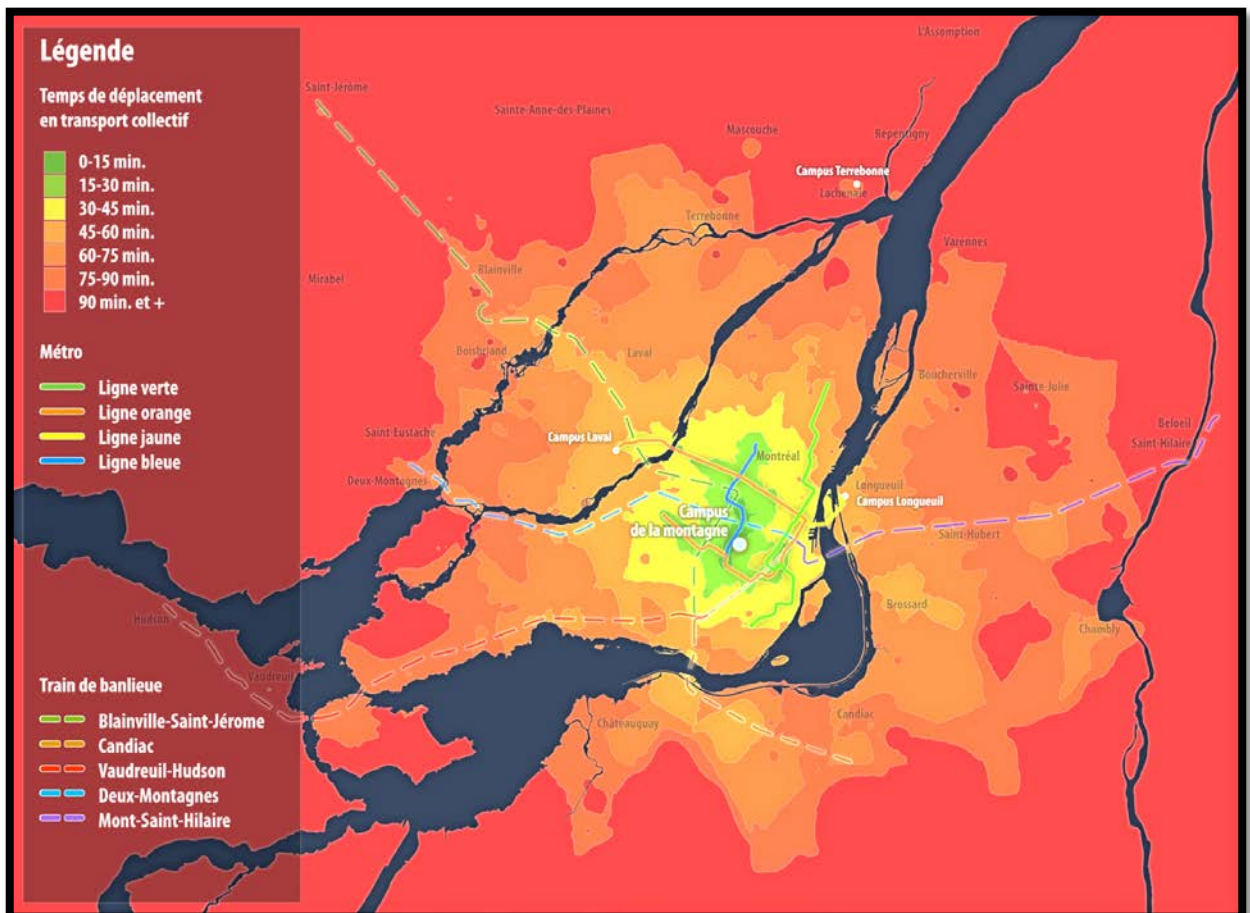 Légende
Temps de déplacement
en transport collectif
0-15 min.
15-30 min.
30-45 min.
45-60 min.
60-75 min.
75-90 min.
90 min. et +
Métro
Ligne verte
Ligne orange
Ligne jaune
Ligne bleue
Train de banlieue
Blainville-Saint-Jérome
Candiac
Vaudreuil-Hudson
Deux-Montagnes
Mont-Saint-Hilaire
L'Assomption
Saint-Jérôme
Sainte-Anne-des-Plaines
Mascouche
Repentigny
Campus Terrebonne
Lachenaie
Terrebonne
Varennes
Blainville
Mirabel
Boisbriand
Laval
Boucherville
Sainte-Julie
Beloeil
Saint-Hilaire
Saint-Eustache
Campus Laval
Montréal
Deux-Montagnes
Longueuil
Campus Longueuil
Campus
de la montagne
Saint-Hubert
Brossard
Chambly
Hudson
Vaudreuil
Châteauguay
Candiac